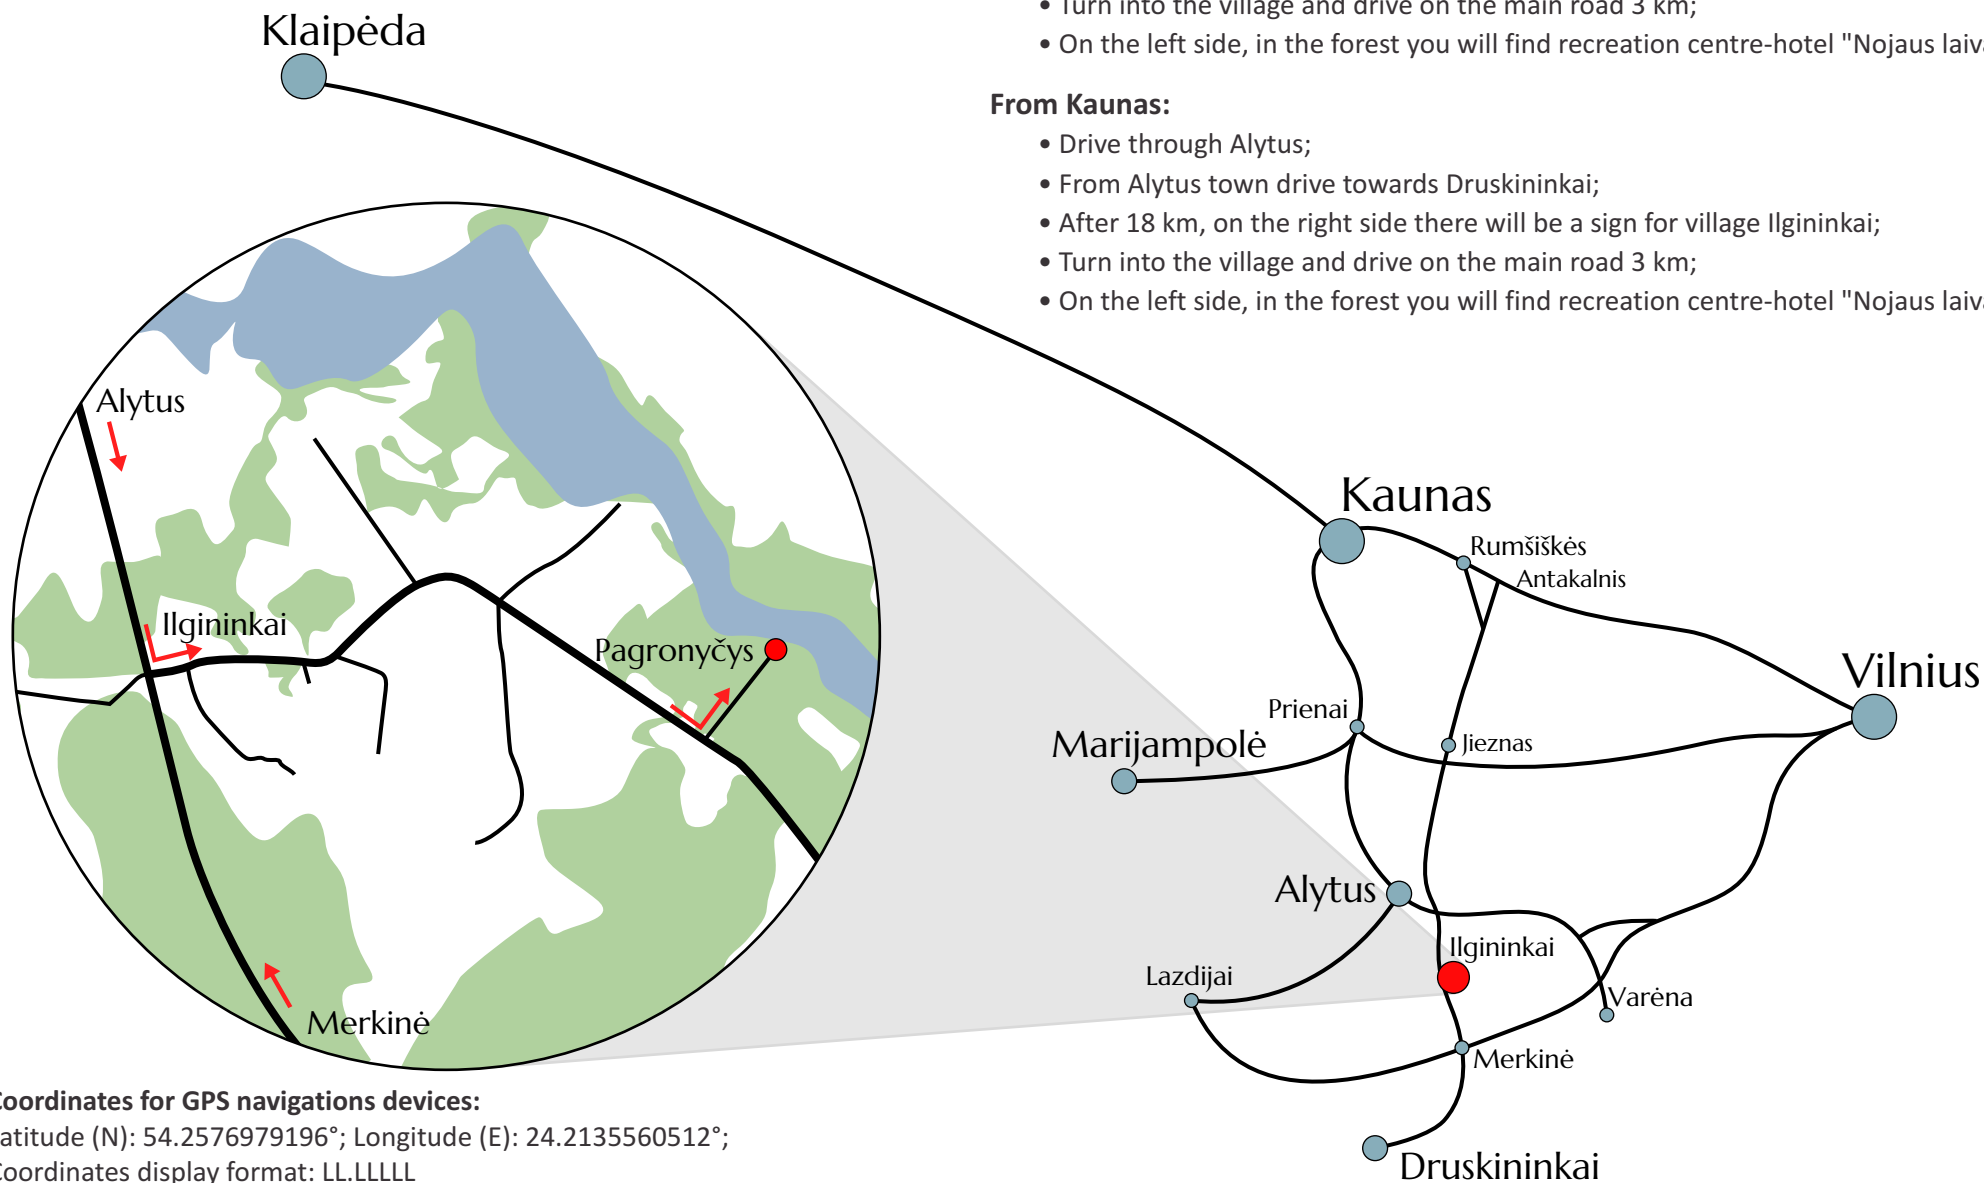 • Turn into the village and drive on the main road 3 km;
• On the left side, in the forest you will find recreation centre-hotel "Nojaus laiva
From Kaunas:
• Drive through Alytus;
• From Alytus town drive towards Druskininkai;
• After 18 km, on the right side there will be a sign for village Ilgininkai;
• Turn into the village and drive on the main road 3 km;
• On the left side, in the forest you will find recreation centre-hotel "Nojaus laiva
Klaipėda
Alytus
Ilgininkai
Pagronyčys
Merkinė
Kaunas
Rumšiškės
Antakalnis
Vilnius
Prienai
Jieznas
Marijampolė
Alytus
Ilgininkai
Lazdijai
Varėna
Merkinė
Druskininkai
Coordinates for GPS navigations devices:
atitude (N): 54.2576979196°; Longitude (E): 24.2135560512°;
Coordinates display format: LL.LLLLL